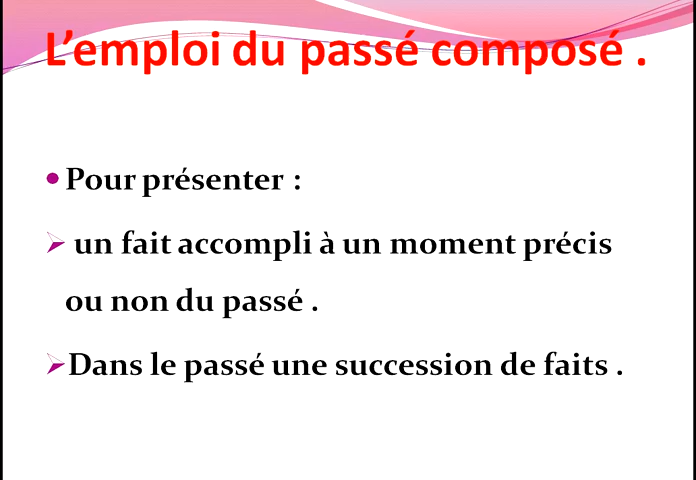 L’emploi du passé composé .
Pour présenter :
un fait accompli à un moment précis
ou non du passé .
Dans le passé une succession de faits .